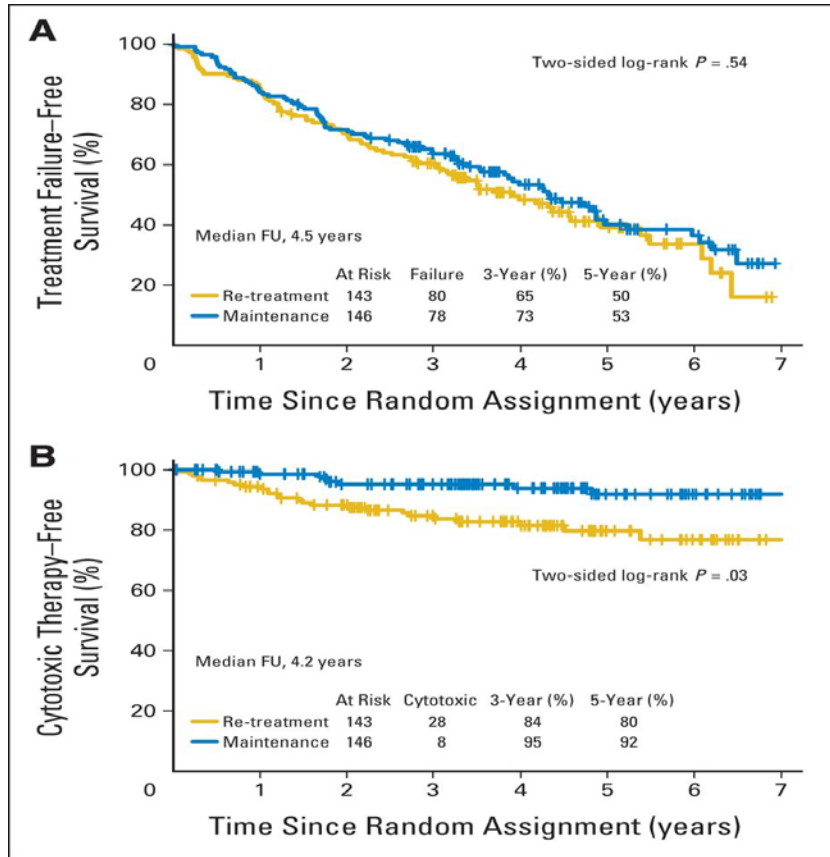 A
Treatment Failure–Free
Survival (%)
100
80
60
40
20
0
Two-sided log-rank P = .54
Median FU, 4.5 years
At Risk Failure 3-Year (%) 5-Year (%)
Re-treatment 143 80 65 50
Maintenance 146 78 73 53
1 2 3 4 5 6 7
Time Since Random Assignment (years)
B
Cytotoxic Therapy–Free
Survival (%)
100
80
60
40
20
0
Two-sided log-rank P = .03
Median FU, 4.2 years
At Risk Cytotoxic 3-Year (%) 5-Year (%)
Re-treatment 143 28 84 80
Maintenance 146 8 95 92
1 2 3 4 5 6 7
Time Since Random Assignment (years)